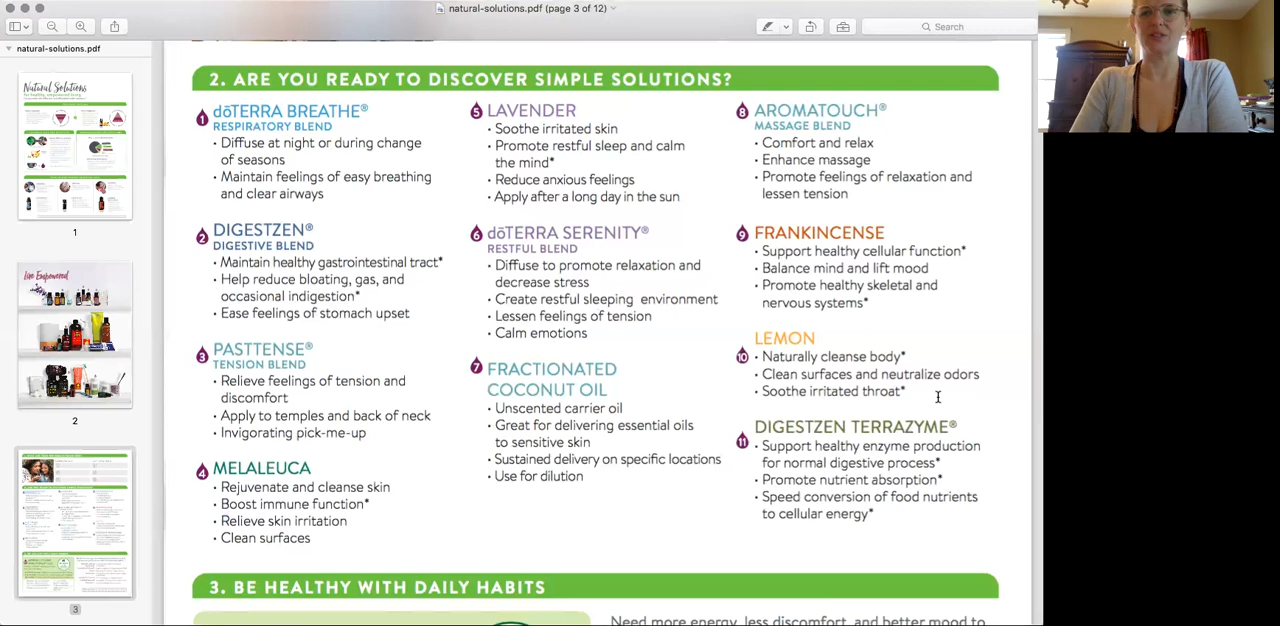 natural-solutions.pdf (page 3 of 12)
Search
natural-solutions.pdf
Natural Solutions
1
Live Empowered
2
3
2. ARE YOU READY TO DISCOVER SIMPLE SOLUTIONS?
1 dōTERRA BREATHE®
RESPIRATORY BLEND
• Diffuse at night or during change
of seasons
• Maintain feelings of easy breathing
and clear airways
2 DIGESTZEN®
DIGESTIVE BLEND
• Maintain healthy gastrointestinal tract*
• Help reduce bloating, gas, and
occasional indigestion*
• Ease feelings of stomach upset
3 PASTTENSE®
TENSION BLEND
• Relieve feelings of tension and
discomfort
• Apply to temples and back of neck
• Invigorating pick-me-up
4 MELALEUCA
• Rejuvenate and cleanse skin
• Boost immune function*
• Relieve skin irritation
• Clean surfaces
5 LAVENDER
• Soothe irritated skin
• Promote restful sleep and calm
the mind*
• Reduce anxious feelings
• Apply after a long day in the sun
6 dōTERRA SERENITY®
RESTFUL BLEND
• Diffuse to promote relaxation and
decrease stress
• Create restful sleeping environment
• Lessen feelings of tension
• Calm emotions
7 FRACTIONATED
COCONUT OIL
• Unscented carrier oil
• Great for delivering essential oils
to sensitive skin
• Sustained delivery on specific locations
• Use for dilution
8 AROMATOUCH®
MASSAGE BLEND
• Comfort and relax
• Enhance massage
• Promote feelings of relaxation and
lessen tension
9 FRANKINCENSE
• Support healthy cellular function*
• Balance mind and lift mood
• Promote healthy skeletal and
nervous systems*
10 LEMON
• Naturally cleanse body*
• Clean surfaces and neutralize odors
• Soothe irritated throat*
11 DIGESTZEN TERRAZYME®
• Support healthy enzyme production
for normal digestive process*
• Promote nutrient absorption*
• Speed conversion of food nutrients
to cellular energy*
3. BE HEALTHY WITH DAILY HABITS
Need more energy, less discomfort, and better mood to